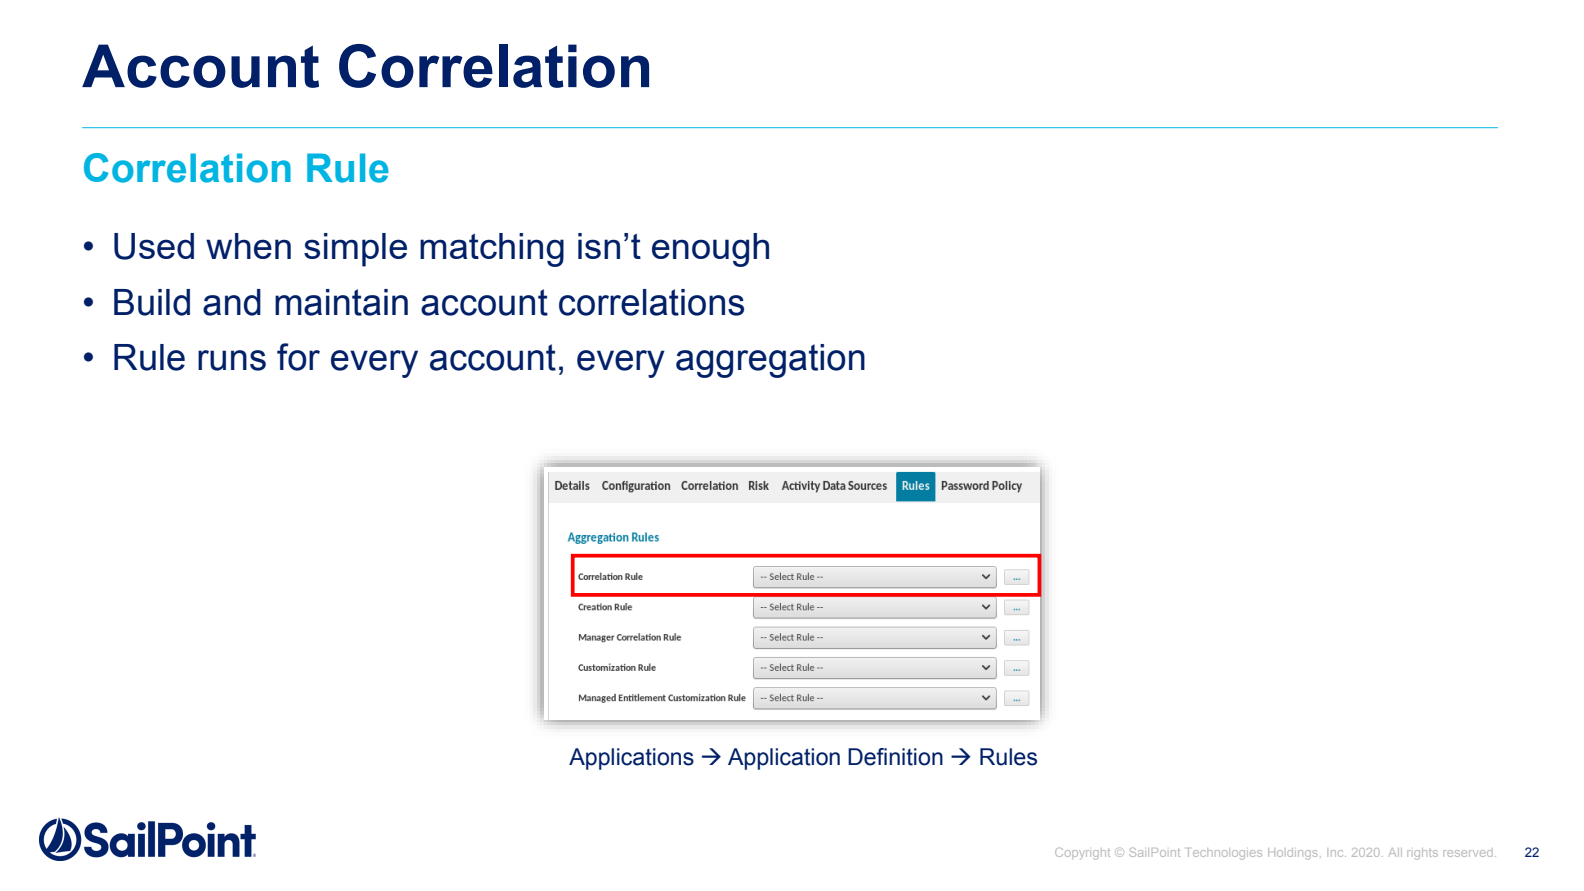 Account Correlation
Correlation Rule
• Used when simple matching isn’t enough
• Build and maintain account correlations
• Rule runs for every account, every aggregation
Details Configuration Correlation Risk Activity Data Sources Rules Password Policy
Aggregation Rules
Correlation Rule -- Select Rule -- ...
Creation Rule -- Select Rule -- ...
Manager Correlation Rule -- Select Rule -- ...
Customization Rule -- Select Rule -- ...
Managed Entitlement Customization Rule -- Select Rule -- ...
Applications → Application Definition → Rules
SailPoint
Copyright © SailPoint Technologies Holdings, Inc. 2020. All rights reserved. 22